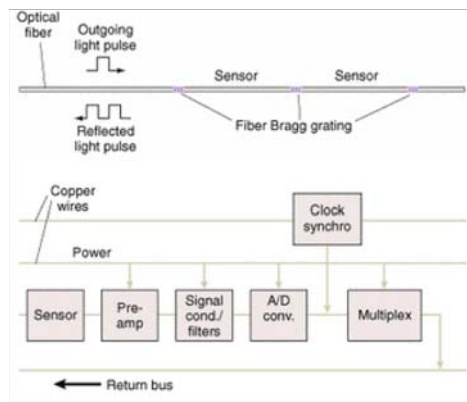 Optical
fiber
Outgoing
light pulse
Sensor
Sensor
Reflected
light pulse
Fiber Bragg grating
Copper
wires
Clock
synchro
Power
Sensor
Pre-
amp
Signal
cond./
filters
A/D
conv.
Multiplex
Return bus